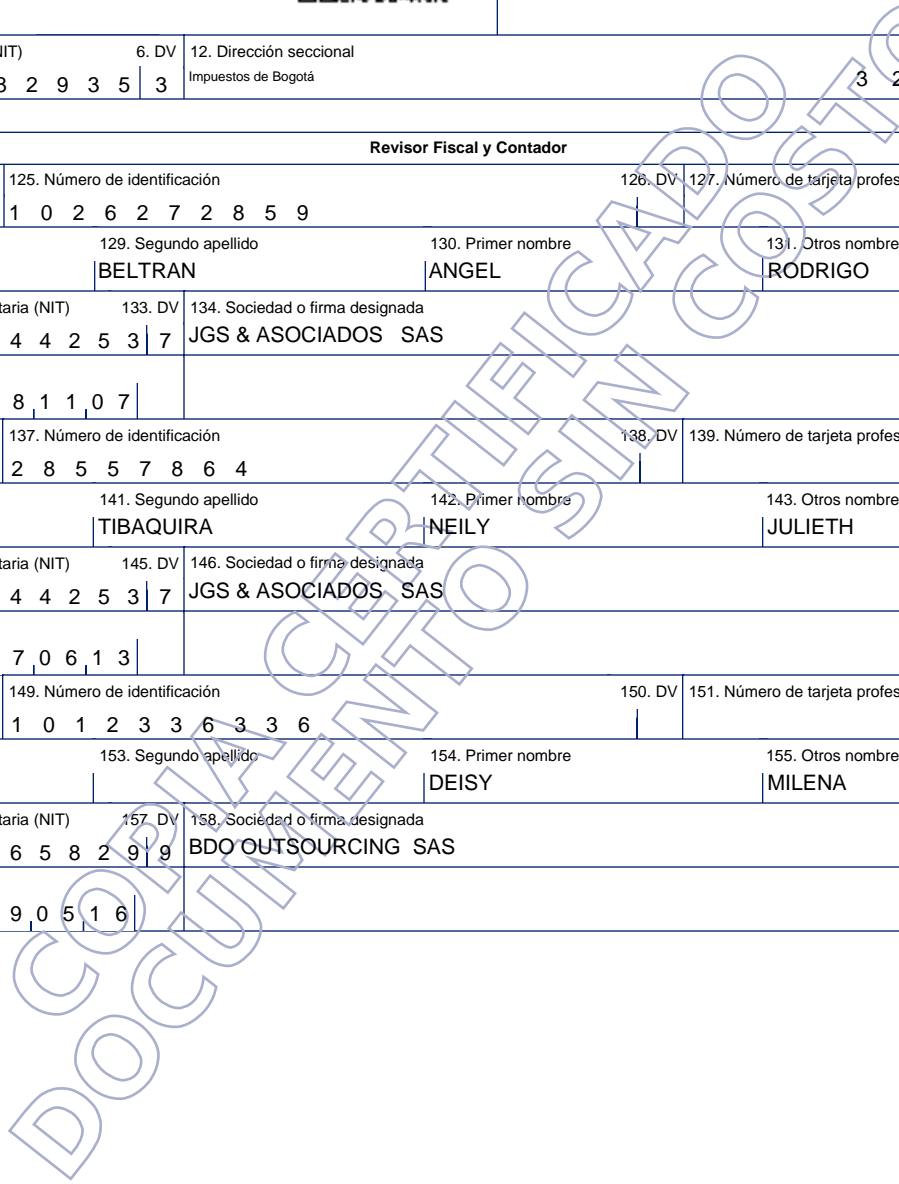 NIT) 6. DV 12. Dirección seccional
3 2 9 3 5 3 Impuestos de Bogotá 3 2
Revisor Fiscal y Contador
125. Número de identificación 126. DV 127. Número de tarjeta profes
1 0 2 6 2 7 2 8 5 9
129. Segundo apellido 130. Primer nombre 131. Otros nombre
BELTRAN ANGEL RODRIGO
taria (NIT) 133. DV 134. Sociedad o firma designada
4 4 2 5 3 7 JGS & ASOCIADOS SAS
8 1 1 0 7
137. Número de identificación 138. DV 139. Número de tarjeta profes
2 8 5 5 7 8 6 4
141. Segundo apellido 142. Primer nombre 143. Otros nombre
TIBAQUIRA NEILY JULIETH
taria (NIT) 145. DV 146. Sociedad o firma designada
4 4 2 5 3 7 JGS & ASOCIADOS SAS
7 0 6 1 3
149. Número de identificación 150. DV 151. Número de tarjeta profes
1 0 1 2 3 3 6 3 3 6
153. Segundo apellido 154. Primer nombre 155. Otros nombre
DEISY MILENA
taria (NIT) 157. DV 158. Sociedad o firma designada
6 5 8 2 9 9 BDO OUTSOURCING SAS
9 0 5 1 6
COPIA CERTIFICADO
DOCUMENTO SIN COSTO